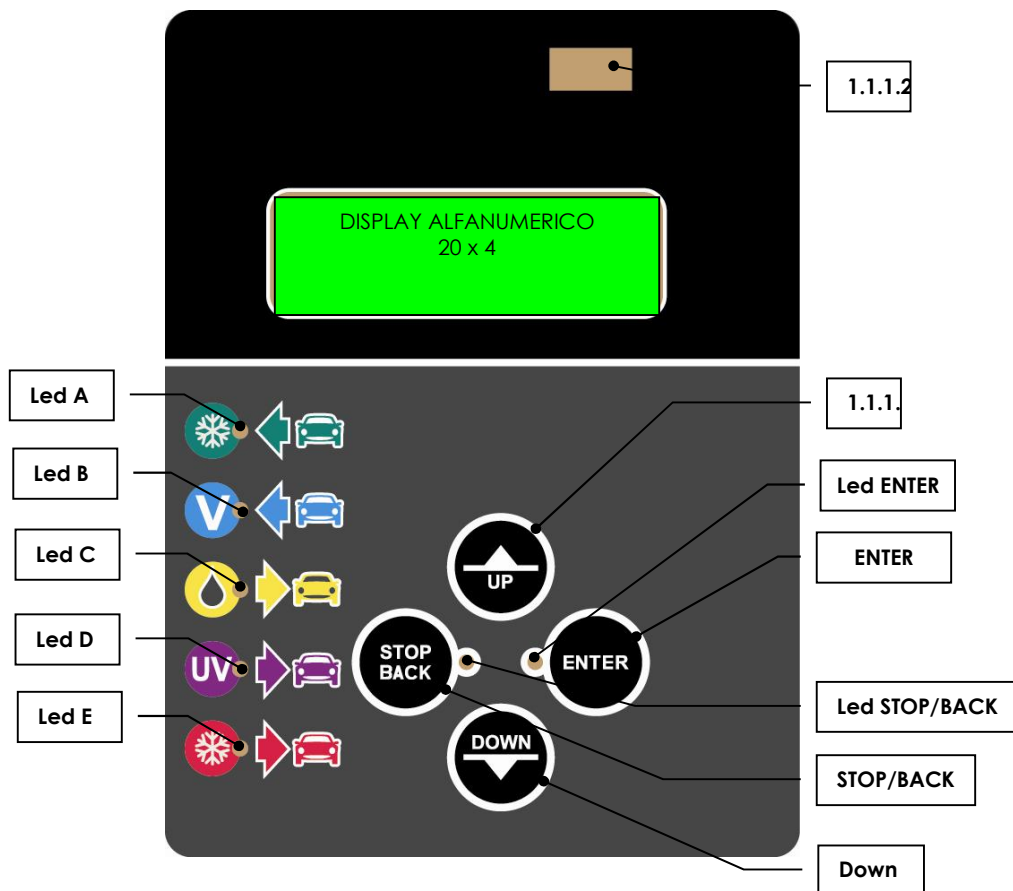 1.1.1.2
DISPLAY ALFANUMERICO
20 x 4
Led A
1.1.1.
Led B
V
Led ENTER
Led C
UP
ENTER
Led D
UV
STOP
BACK
ENTER
Led E
DOWN
Led STOP/BACK
STOP/BACK
Down